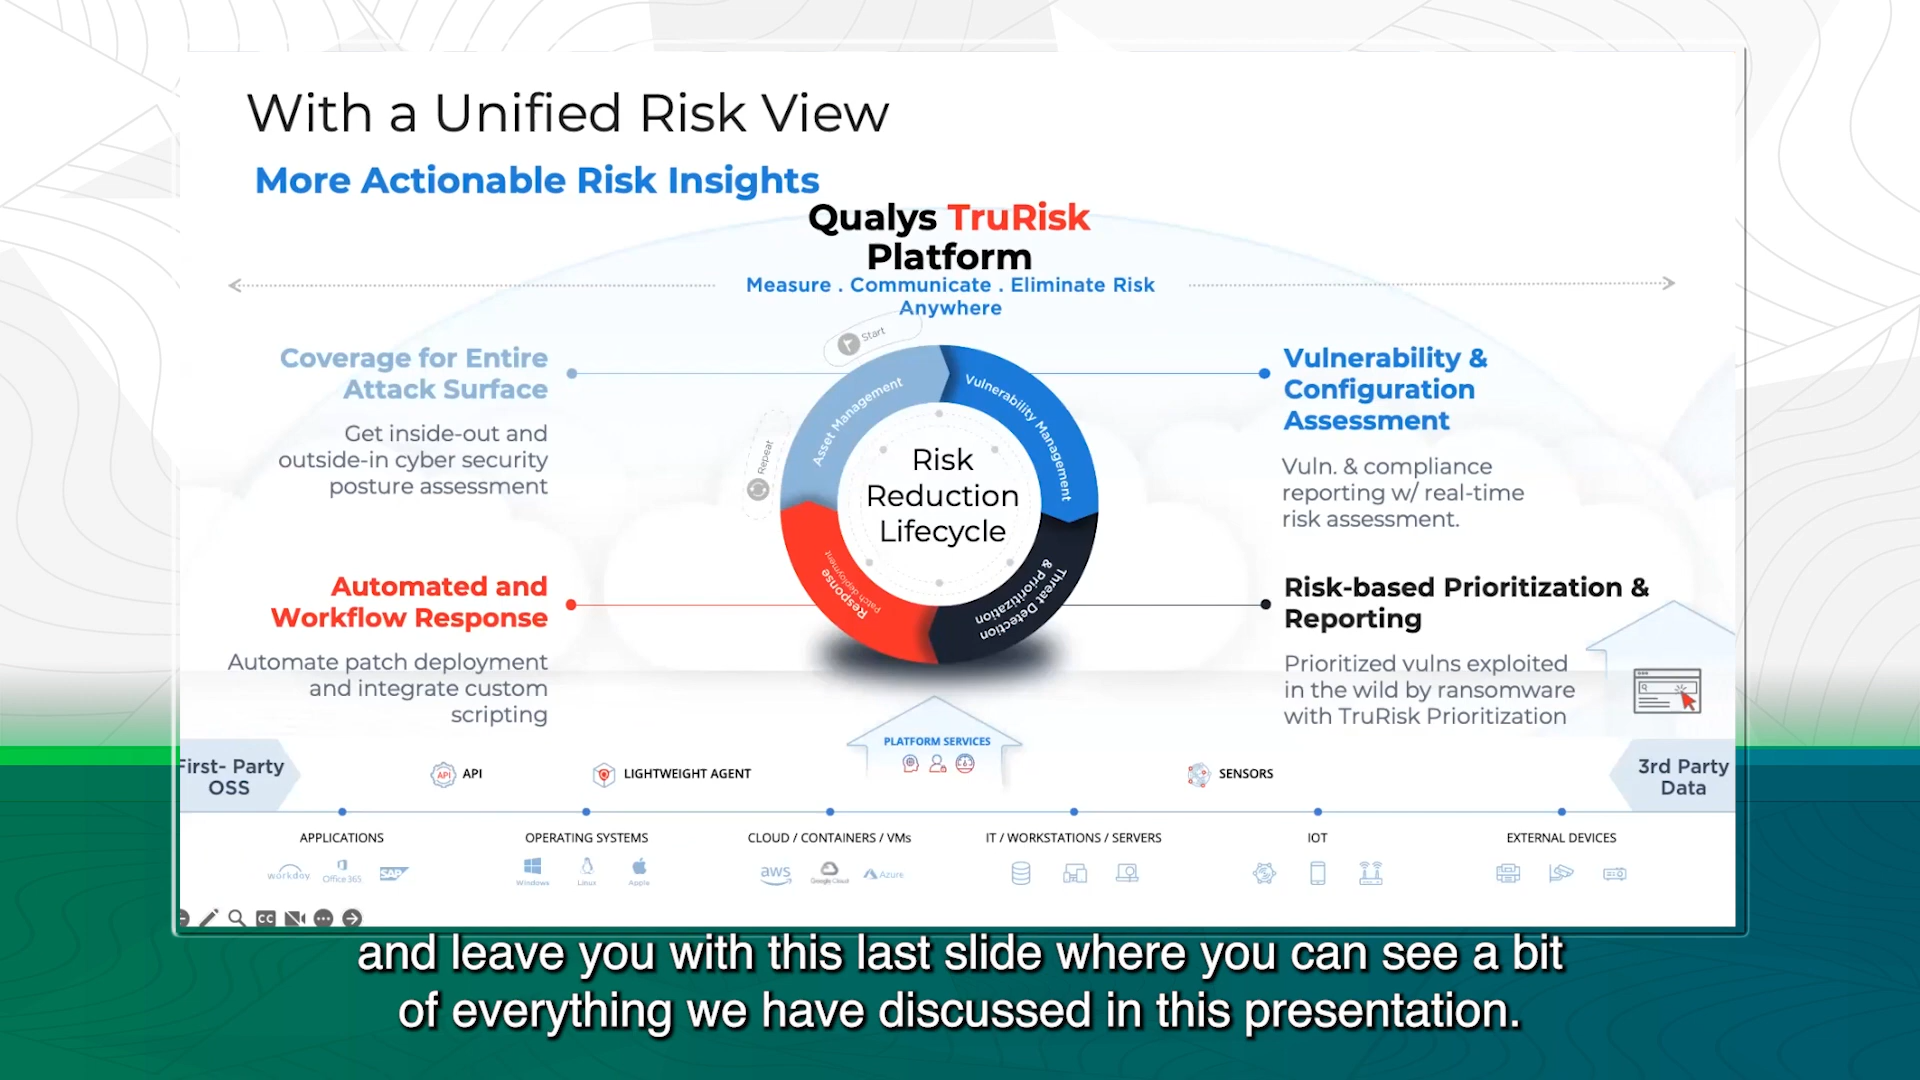 With a Unified Risk View
More Actionable Risk Insights
Qualys TruRisk
Platform
Measure . Communicate . Eliminate Risk
Anywhere
Start
Repeat
Coverage for Entire
Attack Surface
Get inside-out and
outside-in cyber security
posture assessment
Automated and
Workflow Response
Automate patch deployment
and integrate custom
scripting
Asset Management
Vulnerability Management
Threat Detection
& Prioritization
Response
Patch deployment
Risk
Reduction
Lifecycle
Vulnerability &
Configuration
Assessment
Vuln. & compliance
reporting w/ real-time
risk assessment.
Risk-based Prioritization &
Reporting
Prioritized vulns exploited
in the wild by ransomware
with TruRisk Prioritization
PLATFORM SERVICES
First- Party
OSS
API
API
LIGHTWEIGHT AGENT
SENSORS
3rd Party
Data
APPLICATIONS
OPERATING SYSTEMS
CLOUD / CONTAINERS / VMs
IT / WORKSTATIONS / SERVERS
IOT
EXTERNAL DEVICES
workday
Office 365
SAP
Windows
Linux
Apple
aws
Google Cloud
Azure
CC
and leave you with this last slide where you can see a bit
of everything we have discussed in this presentation.